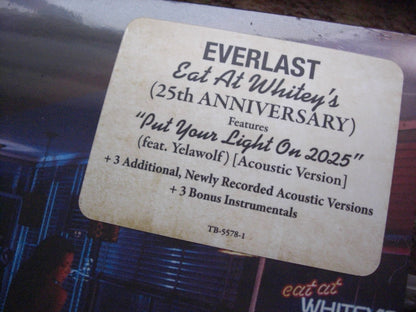 EVERLAST
Eat At Whitey's
(25th ANNIVERSARY)
Features
"Put Your Light On 2025"
(feat. Yelawolf) [Acoustic Version]
+ 3 Additional, Newly Recorded Acoustic Versions
+ 3 Bonus Instrumentals
TB-5578-1
eat at
WHITEY'S